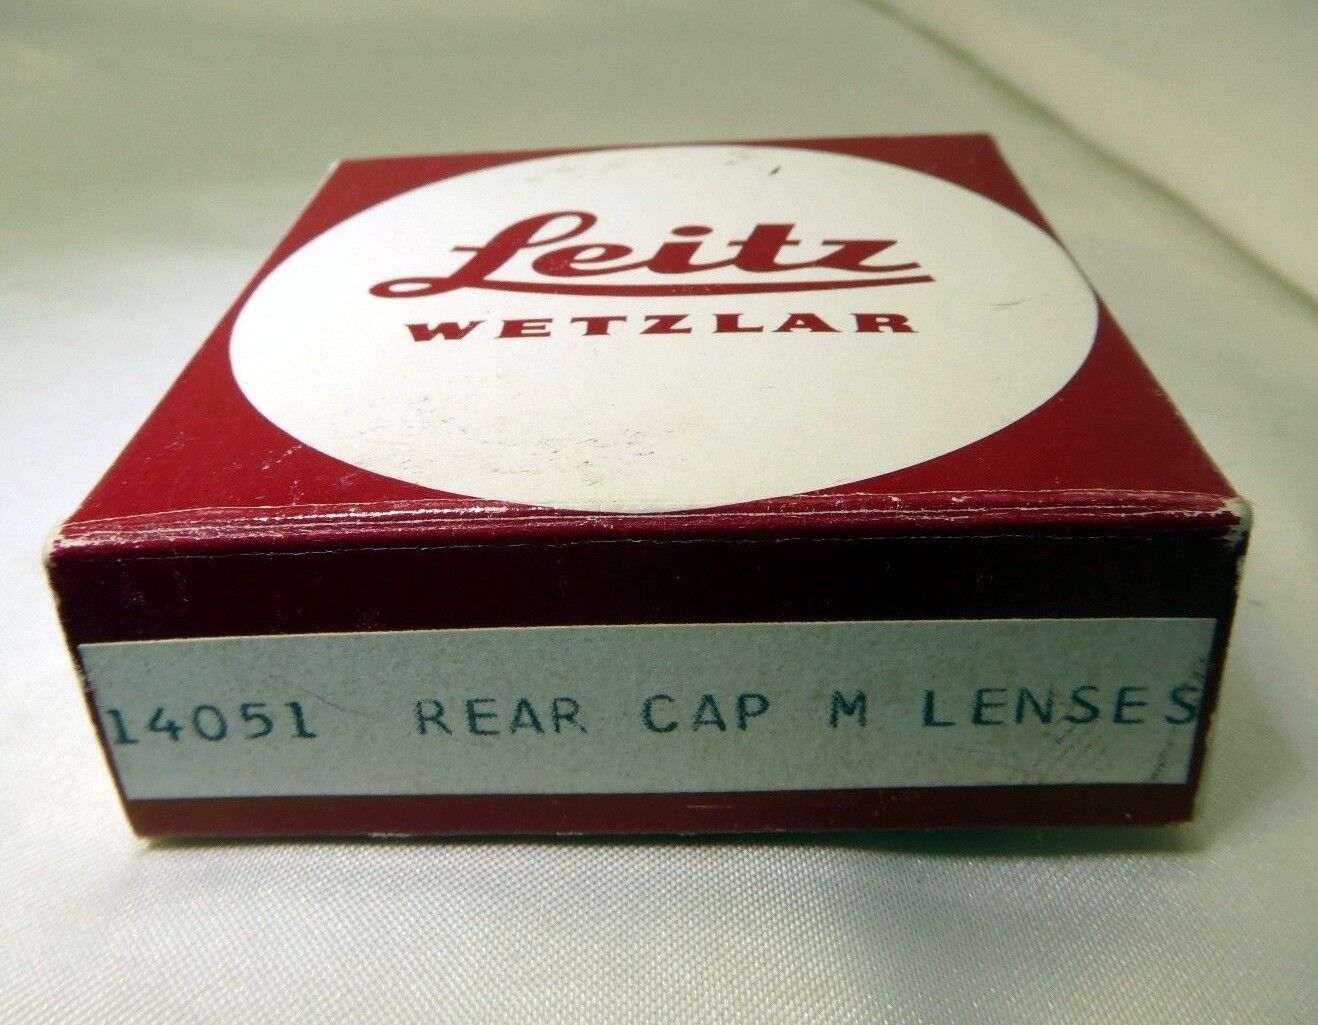 Leitz
WETZLAR
14051 REAR CAP M LENSES